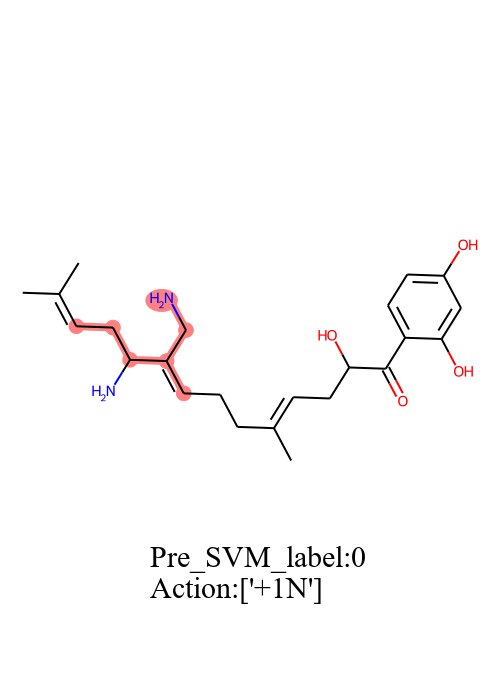 OH
H2N
HO
OH
H2N
O
Pre_SVM_label:0
Action:['+1N']